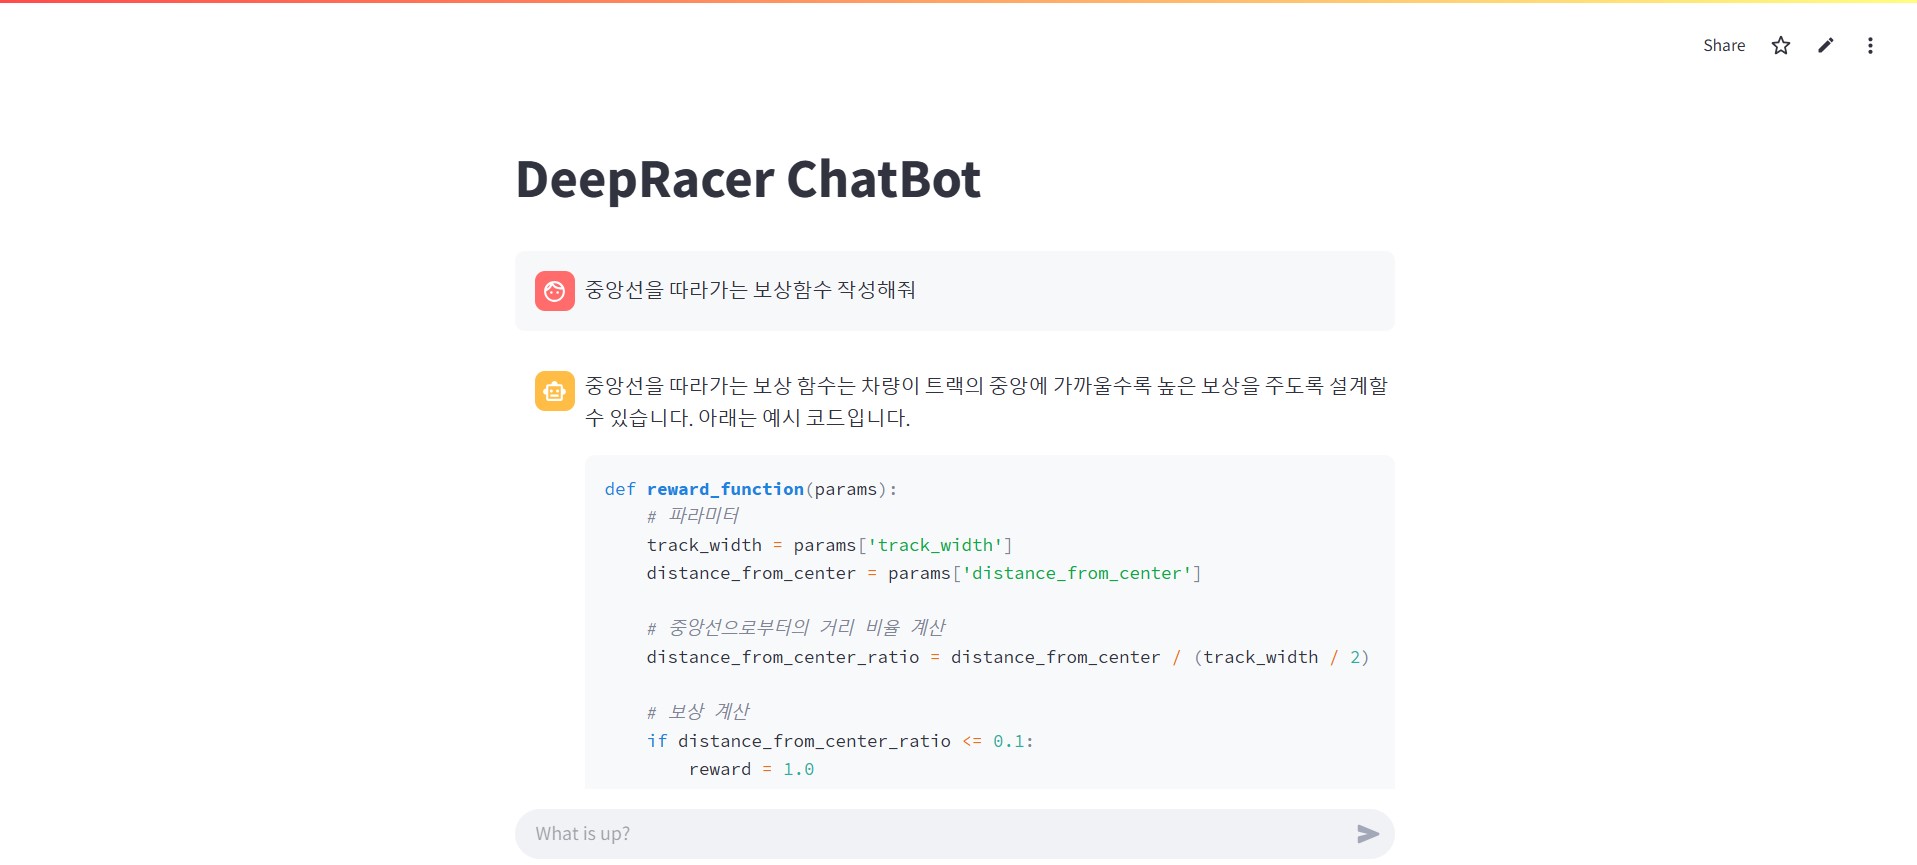 Share
DeepRacer ChatBot
중앙선을 따라가는 보상함수 작성해줘
중앙선을 따라가는 보상 함수는 차량이 트랙의 중앙에 가까울수록 높은 보상을 주도록 설계할
수 있습니다. 아래는 예시 코드입니다.
def reward_function(params):
    # 파라미터
    track_width = params['track_width']
    distance_from_center = params['distance_from_center']
    # 중앙선으로부터의 거리 비율 계산
    distance_from_center_ratio = distance_from_center / (track_width / 2)
    # 보상 계산
    if distance_from_center_ratio <= 0.1:
        reward = 1.0
What is up?